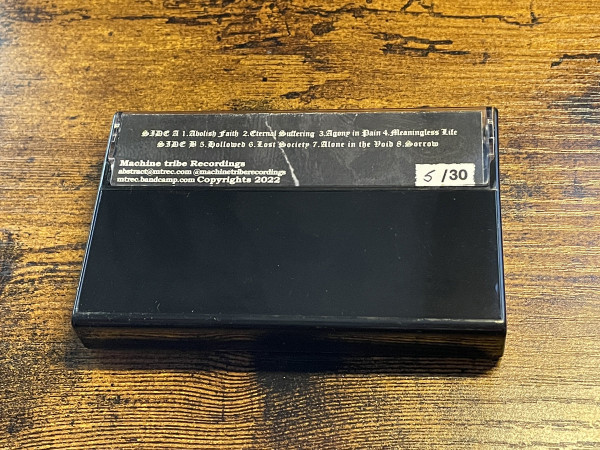 SIDE A 1.Abolish Faith 2.Eternal Suffering 3.Agony in Pain 4.Meaningless Life
SIDE B 5.Hollowed 6.Lost Society 7.Alone in the Void 8.Sorrow
Machine tribe Recordings
abstract@mtrec.com @machinetriberecordings
mtrec.bandcamp.com Copyrights 2022
5/30